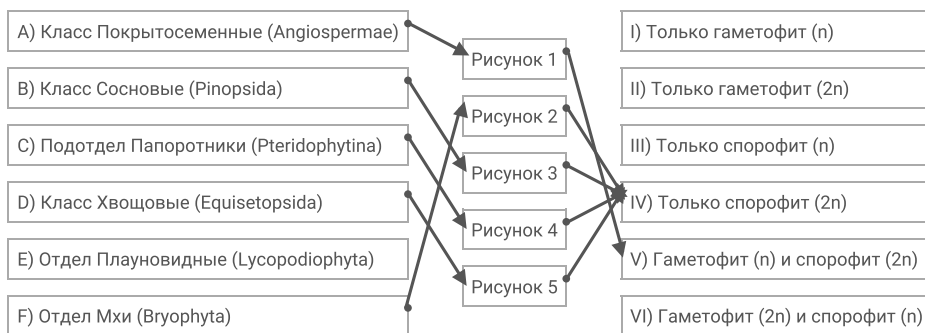 A) Класс Покрытосеменные (Angiospermae)
B) Класс Сосновые (Pinopsida)
C) Подотдел Папоротники (Pteridophytina)
D) Класс Хвощовые (Equisetopsida)
E) Отдел Плауновидные (Lycopodiophyta)
F) Отдел Мхи (Bryophyta)
Рисунок 1
Рисунок 2
Рисунок 3
Рисунок 4
Рисунок 5
I) Только гаметофит (n)
II) Только гаметофит (2n)
III) Только спорофит (n)
IV) Только спорофит (2n)
V) Гаметофит (n) и спорофит (2n)
VI) Гаметофит (2n) и спорофит (n)